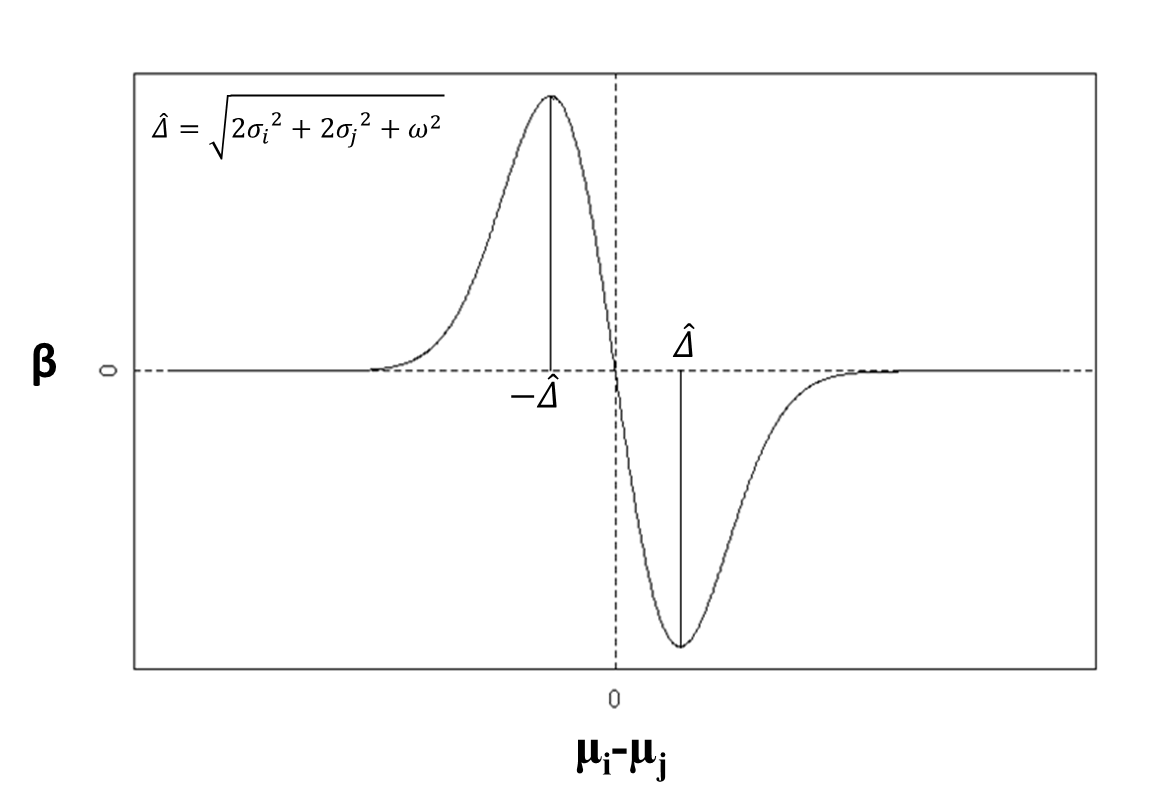 Δ̂ = √(2σᵢ² + 2σⱼ² + ω²)
Δ̂
β
0
−Δ̂
0
μᵢ-μⱼ